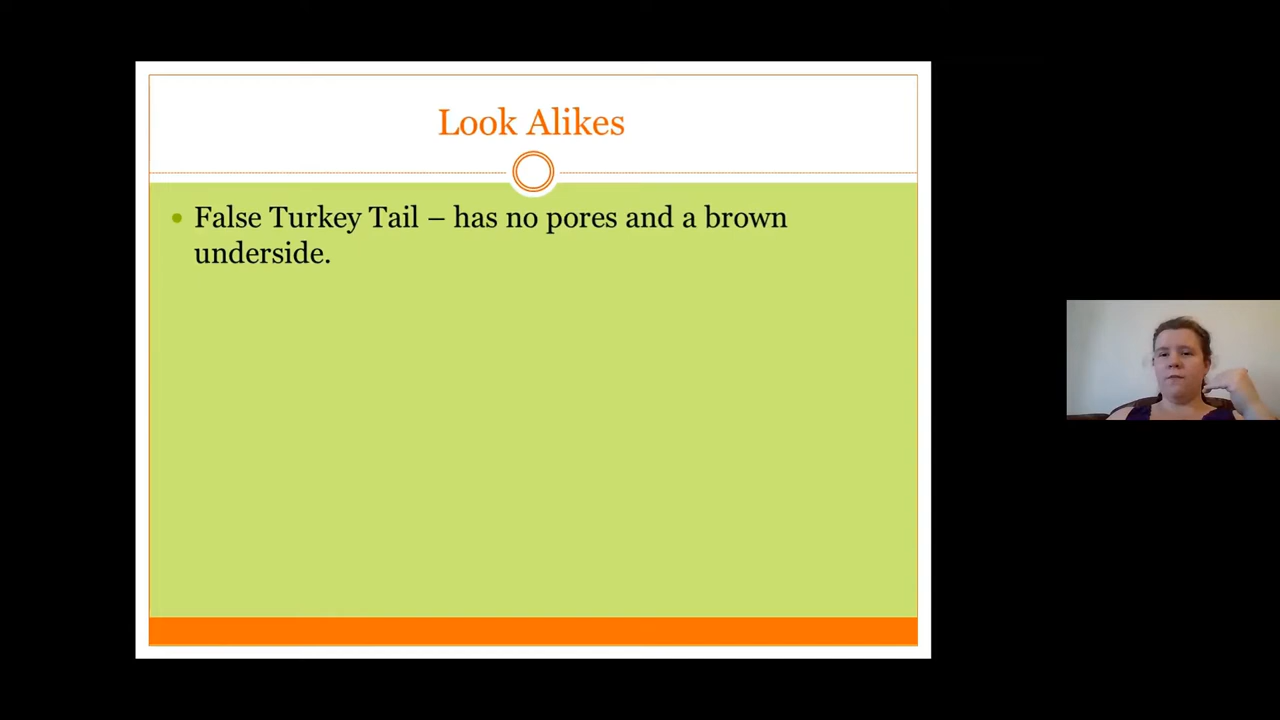 Look Alikes
False Turkey Tail – has no pores and a brown
underside.